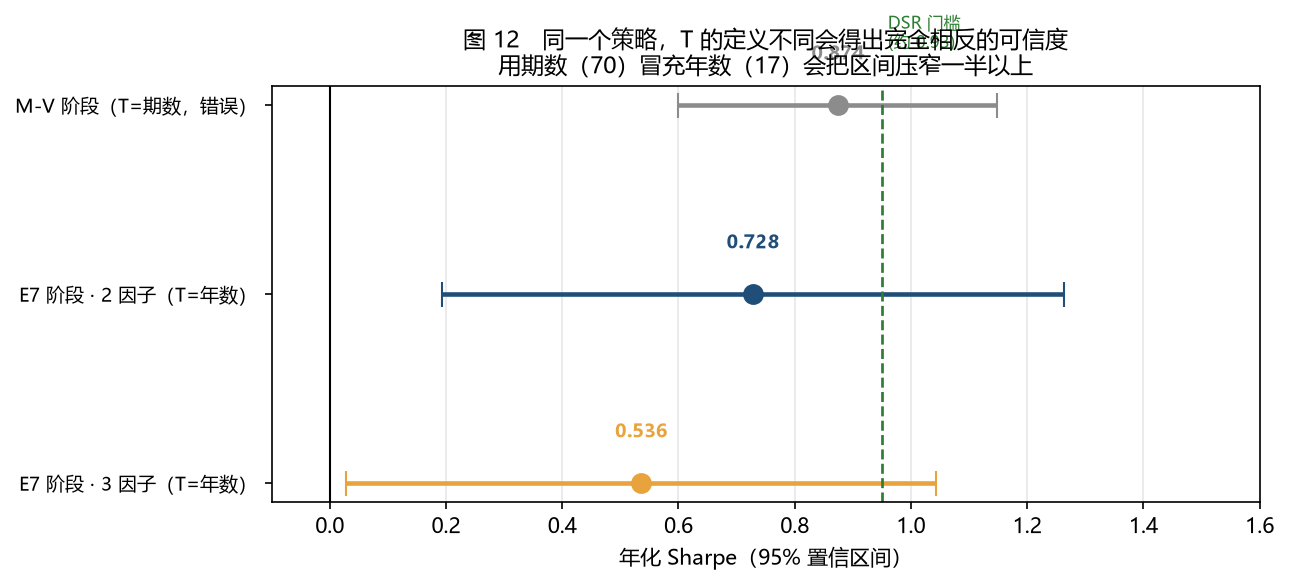 DSR 门槛
图 12 同一个策略，T 的定义不同会得出完全相反的可信度
0.874
用期数（70）冒充年数（17）会把区间压窄一半以上
M-V 阶段（T=期数，错误）
0.728
E7 阶段 · 2 因子（T=年数）
0.536
E7 阶段 · 3 因子（T=年数）
0.0 0.2 0.4 0.6 0.8 1.0 1.2 1.4 1.6
年化 Sharpe（95% 置信区间）